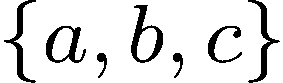 {a, b, c}